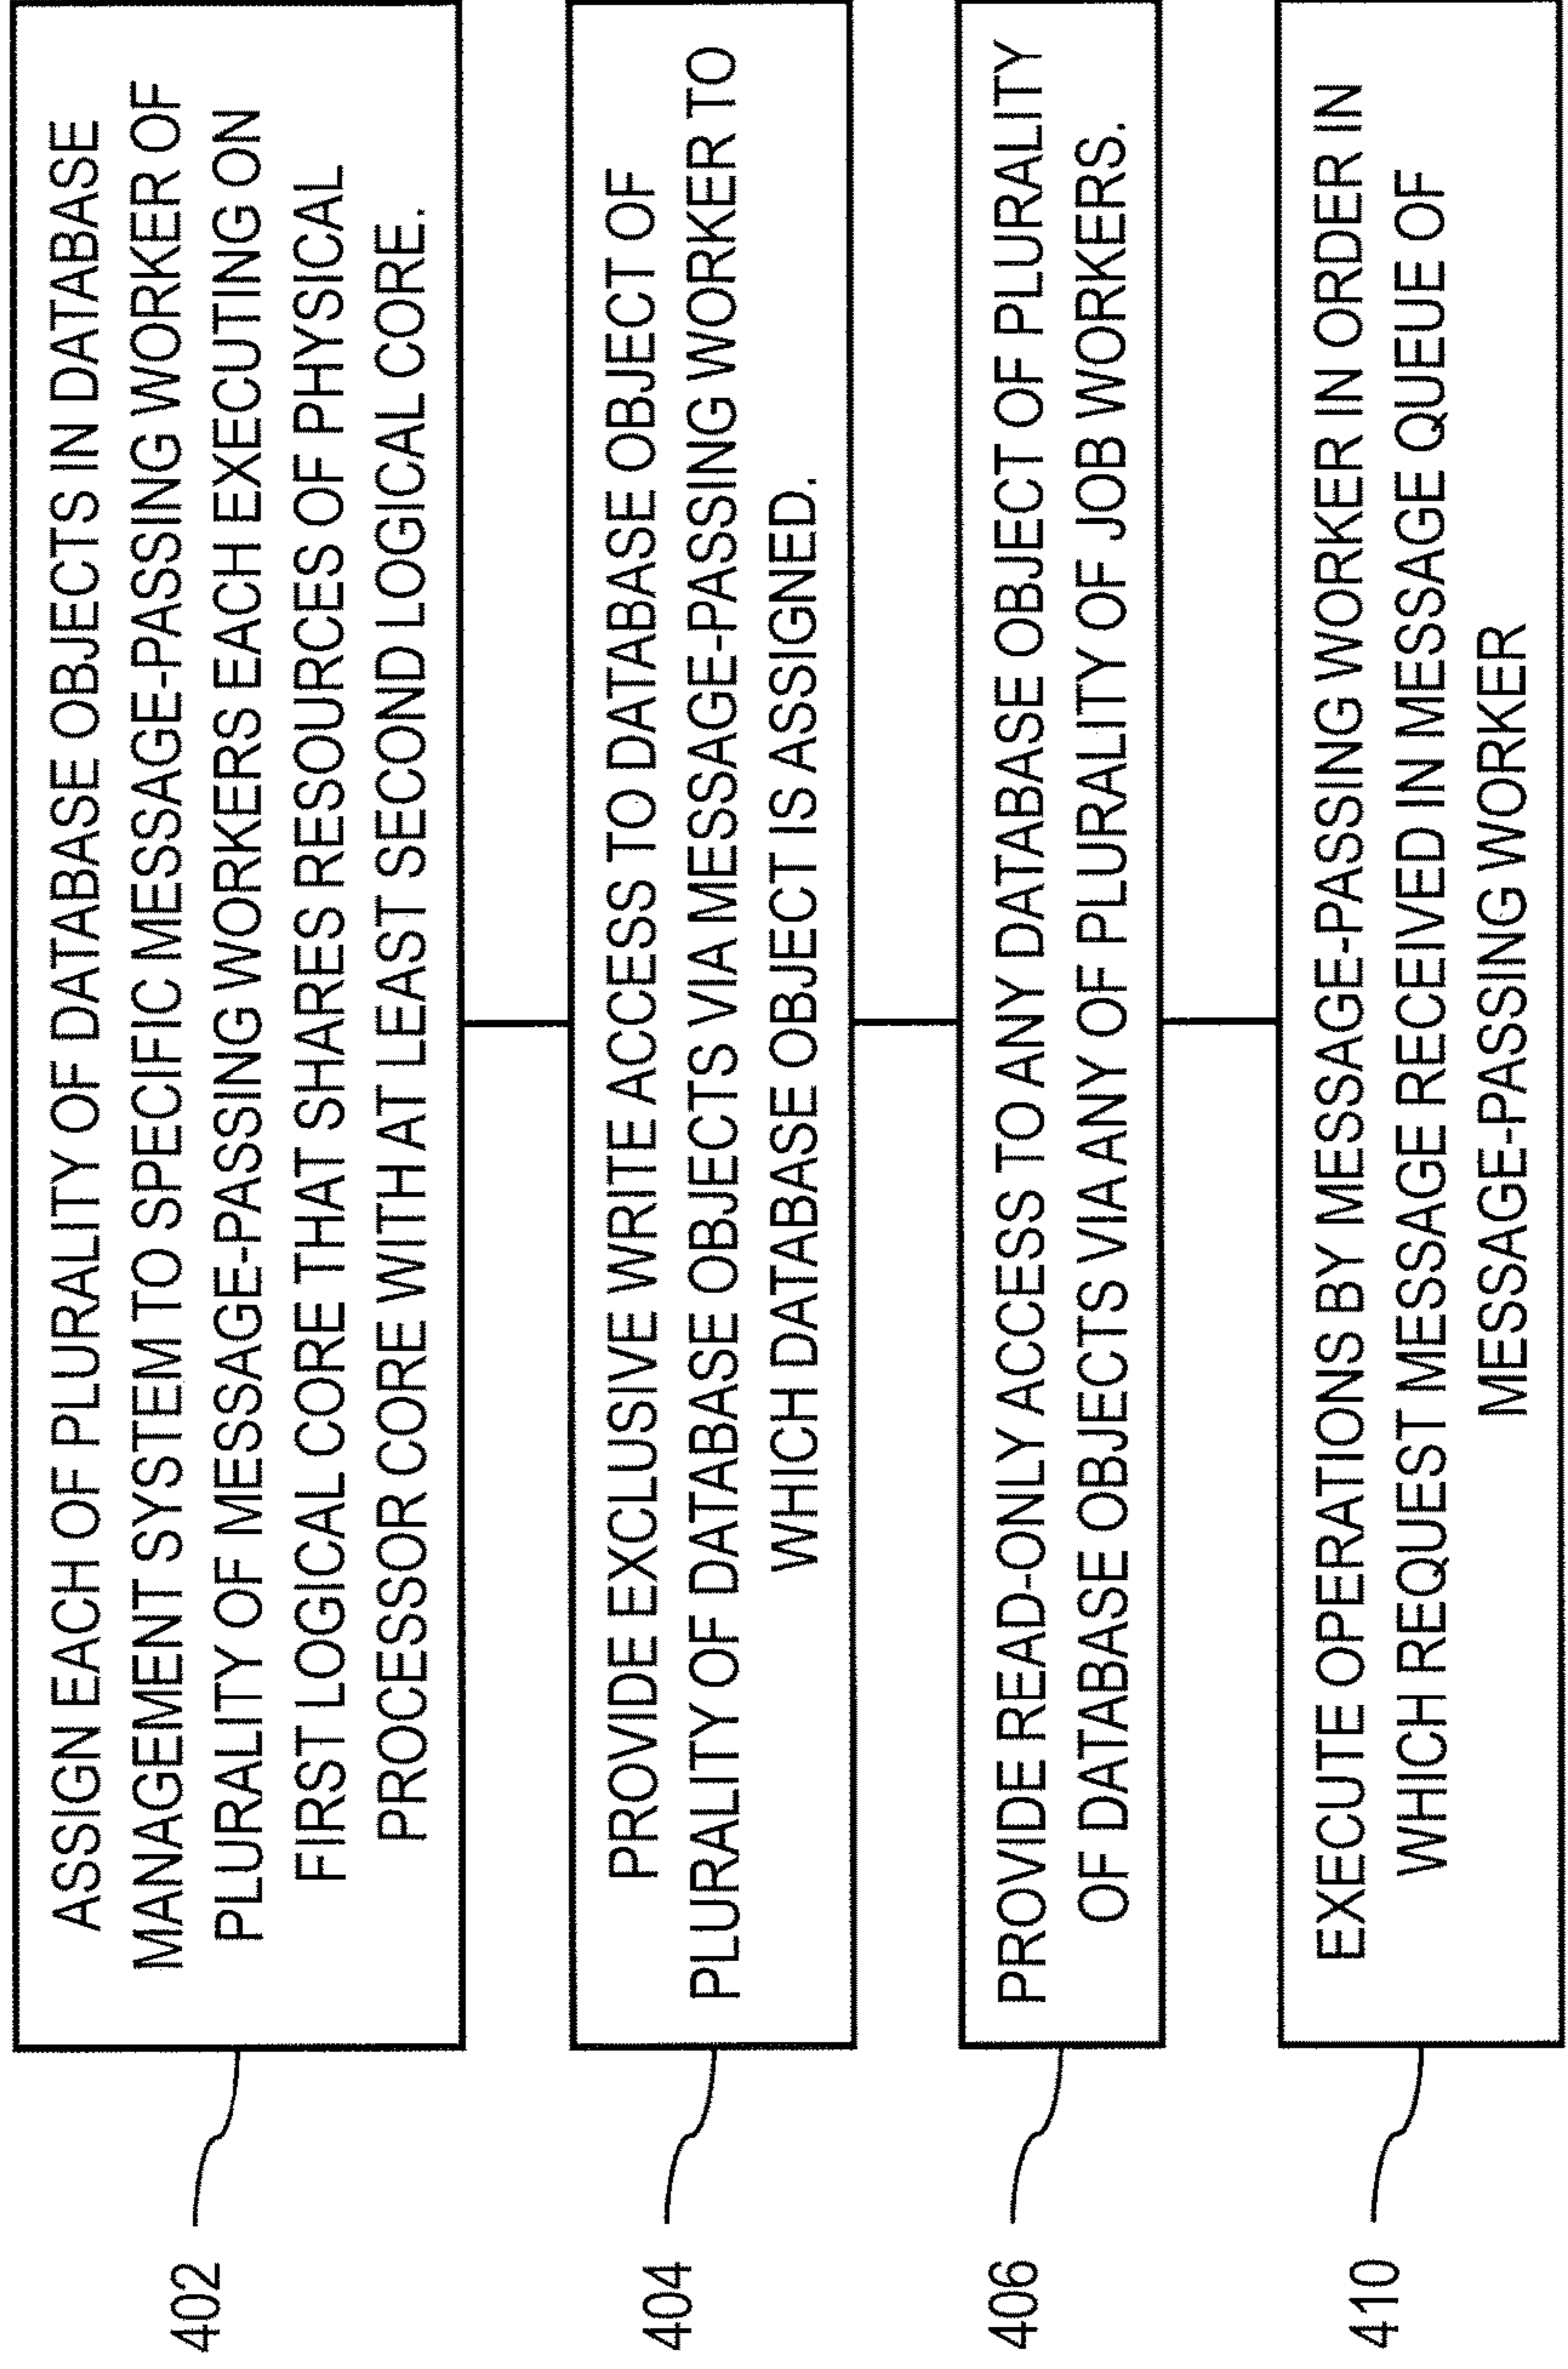 402
ASSIGN EACH OF PLURALITY OF DATABASE OBJECTS IN DATABASE
MANAGEMENT SYSTEM TO SPECIFIC MESSAGE-PASSING WORKER OF
PLURALITY OF MESSAGE-PASSING WORKERS EACH EXECUTING ON
FIRST LOGICAL CORE THAT SHARES RESOURCES OF PHYSICAL
PROCESSOR CORE WITH AT LEAST SECOND LOGICAL CORE.
404
PROVIDE EXCLUSIVE WRITE ACCESS TO DATABASE OBJECT OF
PLURALITY OF DATABASE OBJECTS VIA MESSAGE-PASSING WORKER TO
WHICH DATABASE OBJECT IS ASSIGNED.
406
PROVIDE READ-ONLY ACCESS TO ANY DATABASE OBJECT OF PLURALITY
OF DATABASE OBJECTS VIA ANY OF PLURALITY OF JOB WORKERS.
410
EXECUTE OPERATIONS BY MESSAGE-PASSING WORKER IN ORDER IN
WHICH REQUEST MESSAGE RECEIVED IN MESSAGE QUEUE OF
MESSAGE-PASSING WORKER